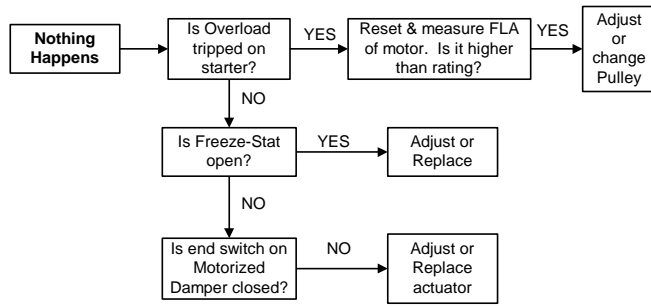 Nothing
Happens
Is Overload
tripped on
starter?
YES
Reset & measure FLA
of motor.  Is it higher
than rating?
YES
Adjust
or
change
Pulley
NO
Is Freeze-Stat
open?
YES
Adjust or
Replace
NO
Is end switch on
Motorized
Damper closed?
NO
Adjust or
Replace
actuator